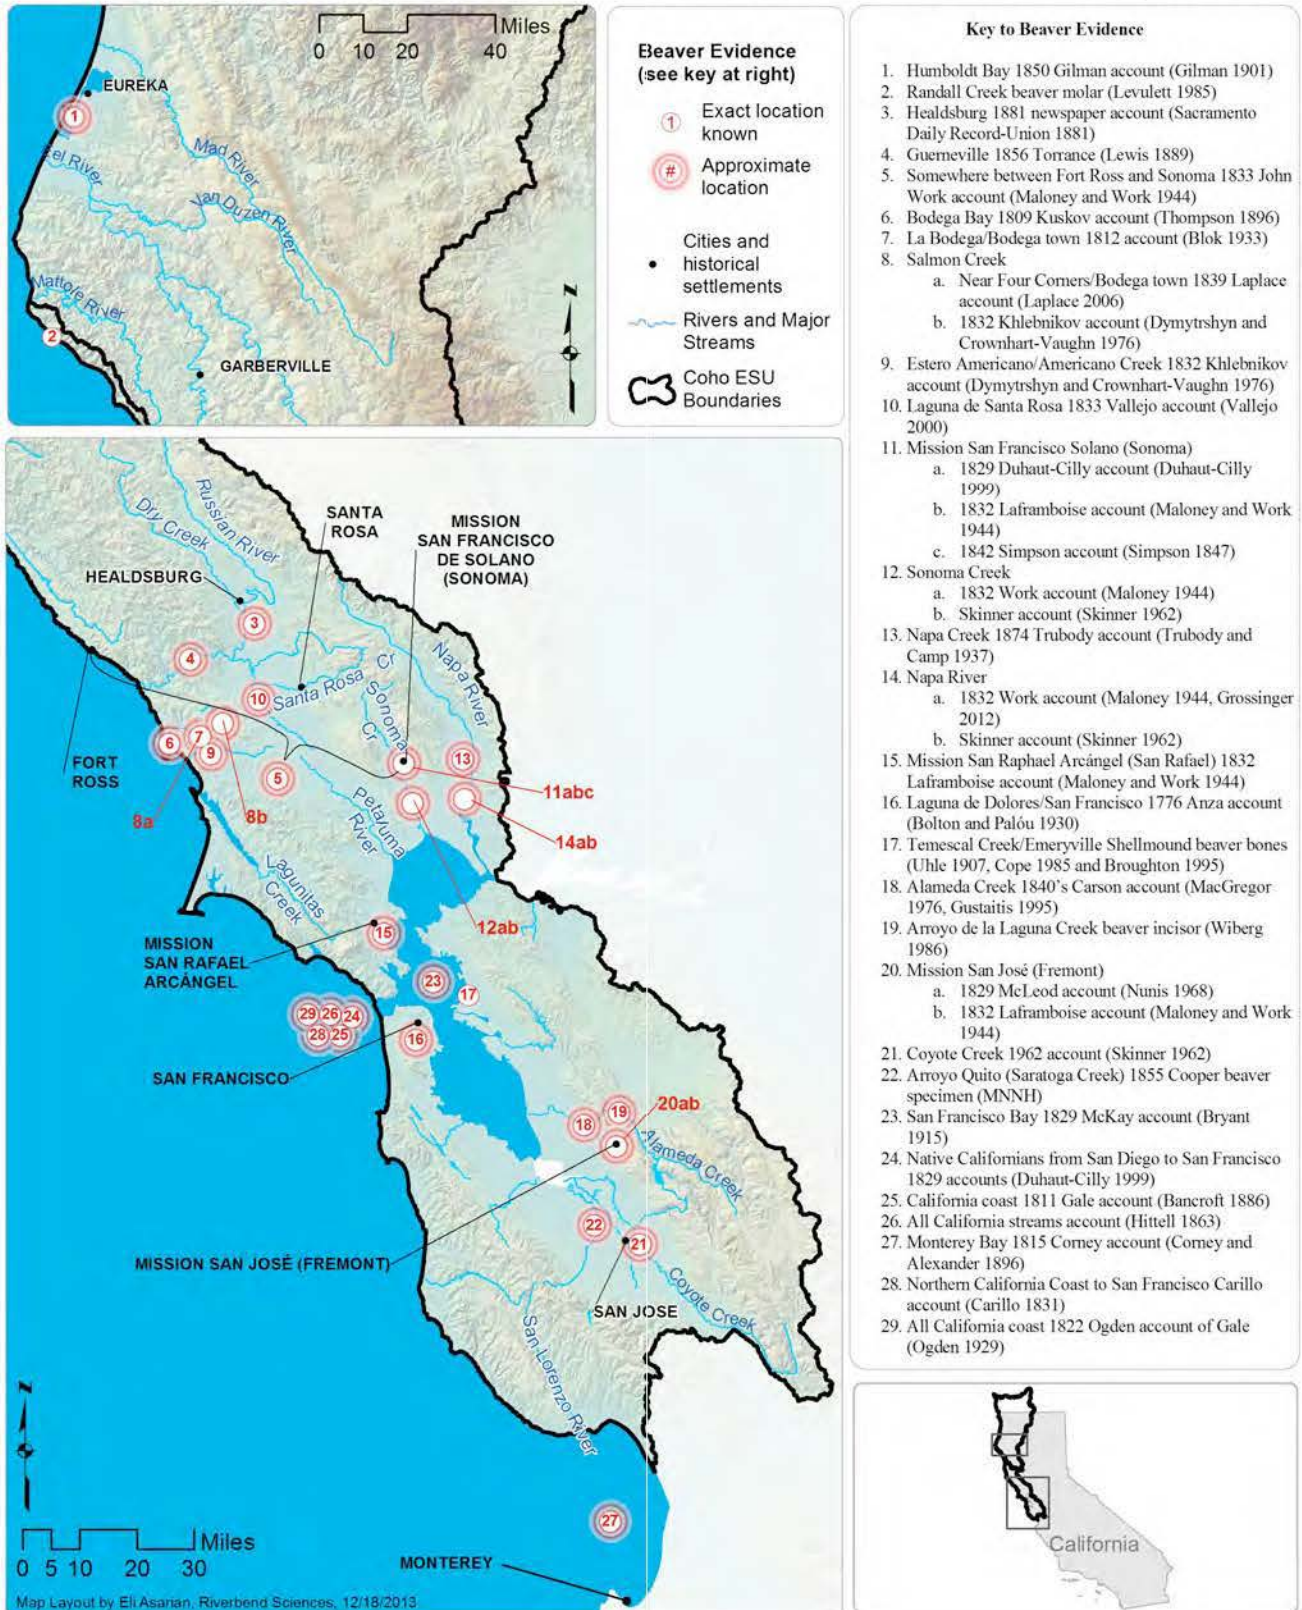 Miles
0 10 20 40
EUREKA
1
Eel River
Mad River
Van Duzen River
Mattole River
2
GARBERVILLE
N
Beaver Evidence
(see key at right)
1
Exact location
known
#
Approximate
location
Cities and
historical
settlements
Rivers and Major
Streams
Coho ESU
Boundaries
Key to Beaver Evidence
1. Humboldt Bay 1850 Gilman account (Gilman 1901)
2. Randall Creek beaver molar (Levulett 1985)
3. Healdsburg 1881 newspaper account (Sacramento
Daily Record-Union 1881)
4. Guerneville 1856 Torrance (Lewis 1889)
5. Somewhere between Fort Ross and Sonoma 1833 John
Work account (Maloney and Work 1944)
6. Bodega Bay 1809 Kuskov account (Thompson 1896)
7. La Bodega/Bodega town 1812 account (Blok 1933)
8. Salmon Creek
a. Near Four Corners/Bodega town 1839 Laplace
account (Laplace 2006)
b. 1832 Khlebnikov account (Dymytrshyn and
Crownhart-Vaughn 1976)
9. Estero Americano/Americano Creek 1832 Khlebnikov
account (Dymytrshyn and Crownhart-Vaughn 1976)
10. Laguna de Santa Rosa 1833 Vallejo account (Vallejo
2000)
11. Mission San Francisco Solano (Sonoma)
a. 1829 Duhaut-Cilly account (Duhaut-Cilly
1999)
b. 1832 Laframboise account (Maloney and Work
1944)
c. 1842 Simpson account (Simpson 1847)
12. Sonoma Creek
a. 1832 Work account (Maloney 1944)
b. Skinner account (Skinner 1962)
13. Napa Creek 1874 Trubody account (Trubody and
Camp 1937)
14. Napa River
a. 1832 Work account (Maloney 1944, Grossinger
2012)
b. Skinner account (Skinner 1962)
15. Mission San Raphael Arcángel (San Rafael) 1832
Laframboise account (Maloney and Work 1944)
16. Laguna de Dolores/San Francisco 1776 Anza account
(Bolton and Palóu 1930)
17. Temescal Creek/Emeryville Shellmound beaver bones
(Uhle 1907, Cope 1985 and Broughton 1995)
18. Alameda Creek 1840's Carson account (MacGregor
1976, Gustaitis 1995)
19. Arroyo de la Laguna Creek beaver incisor (Wiberg
1986)
20. Mission San José (Fremont)
a. 1829 McLeod account (Nunis 1968)
b. 1832 Laframboise account (Maloney and Work
1944)
21. Coyote Creek 1962 account (Skinner 1962)
22. Arroyo Quito (Saratoga Creek) 1855 Cooper beaver
specimen (MNNH)
23. San Francisco Bay 1829 McKay account (Bryant
1915)
24. Native Californians from San Diego to San Francisco
1829 accounts (Duhaut-Cilly 1999)
25. California coast 1811 Gale account (Bancroft 1886)
26. All California streams account (Hittell 1863)
27. Monterey Bay 1815 Corney account (Corney and
Alexander 1896)
28. Northern California Coast to San Francisco Carillo
account (Carillo 1831)
29. All California coast 1822 Ogden account of Gale
(Ogden 1929)
Russian River
Dry Creek
SANTA
ROSA
MISSION
SAN FRANCISCO
DE SOLANO
(SONOMA)
HEALDSBURG
3
4
10
Santa Rosa Cr
Sonoma Cr
Napa River
6
7
9
5
13
FORT
ROSS
8a
8b
11abc
14ab
Petaluma
River
Lagunitas
Creek
12ab
15
MISSION
SAN RAFAEL
ARCÁNGEL
23
17
29 26 24
28 25
16
SAN FRANCISCO
20ab
19
18
Alameda Creek
22
21
MISSION SAN JOSÉ (FREMONT)
SAN JOSE
Coyote Creek
San Lorenzo River
N
27
Miles
0 5 10 20 30
MONTEREY
Map Layout by Eli Asarian, Riverbend Sciences, 12/18/2013
California